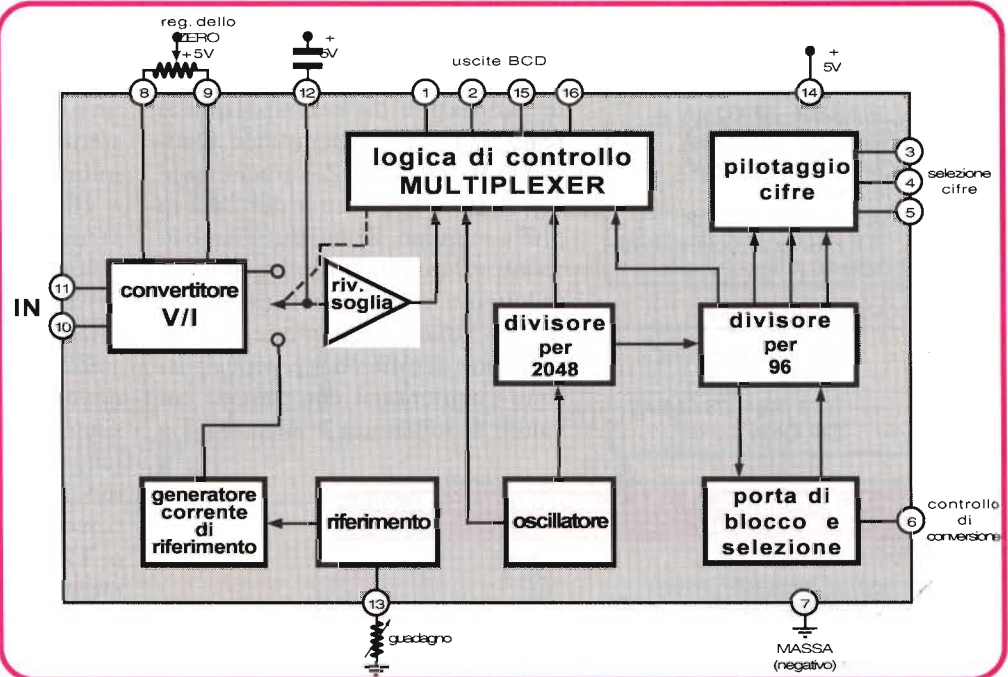 reg. dello
ZERO
+5V
+
5V
uscite BCD
+
5V
8
9
12
1
2
15
16
14
logica di controllo
MULTIPLEXER
pilotaggio
cifre
3
4
5
selezione
cifre
IN
11
10
convertitore
V/I
riv.
soglia
divisore
per
2048
divisore
per
96
generatore
corrente
di
riferimento
riferimento
oscillatore
porta di
blocco e
selezione
6
controllo
di
conversione
13
guadagno
7
MASSA
(negativo)